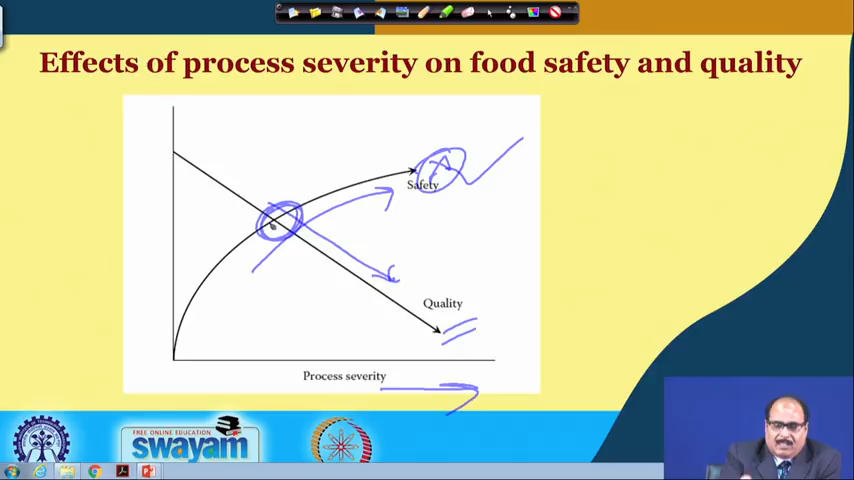 Effects of process severity on food safety and quality
Safety
Quality
Process severity
FREE ONLINE EDUCATION
swayam